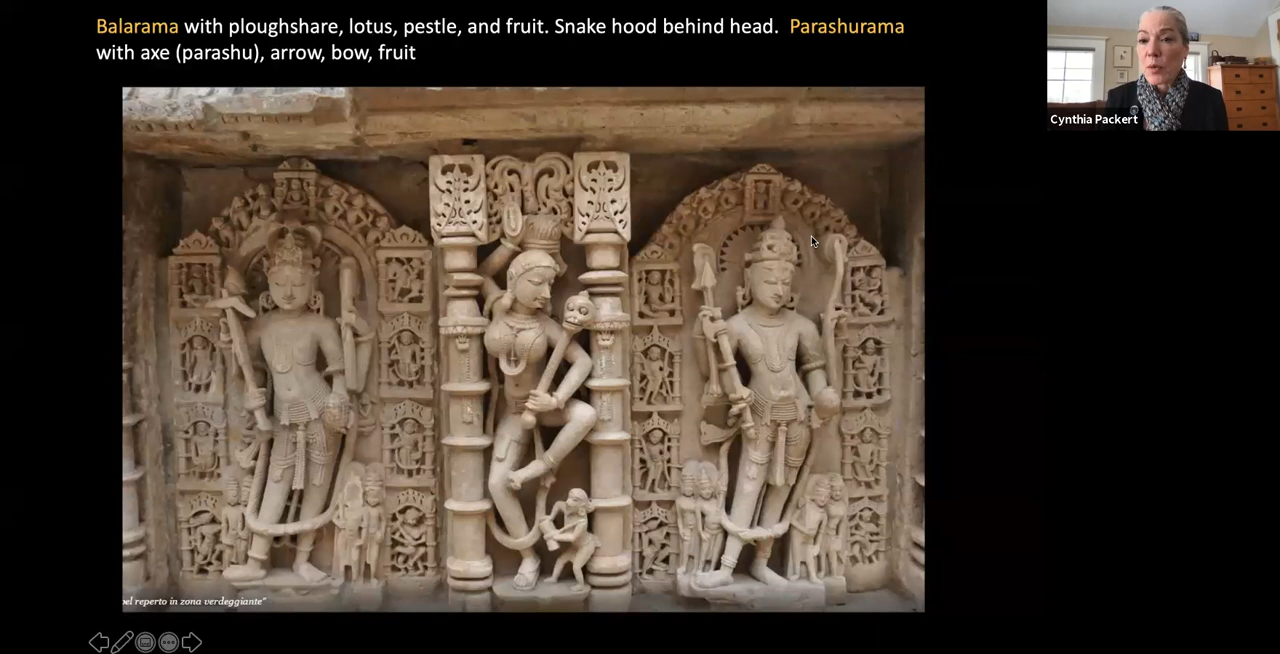 Balarama with ploughshare, lotus, pestle, and fruit. Snake hood behind head. Parashurama
with axe (parashu), arrow, bow, fruit
Cynthia Packert
reperto in zona verdeggiante"